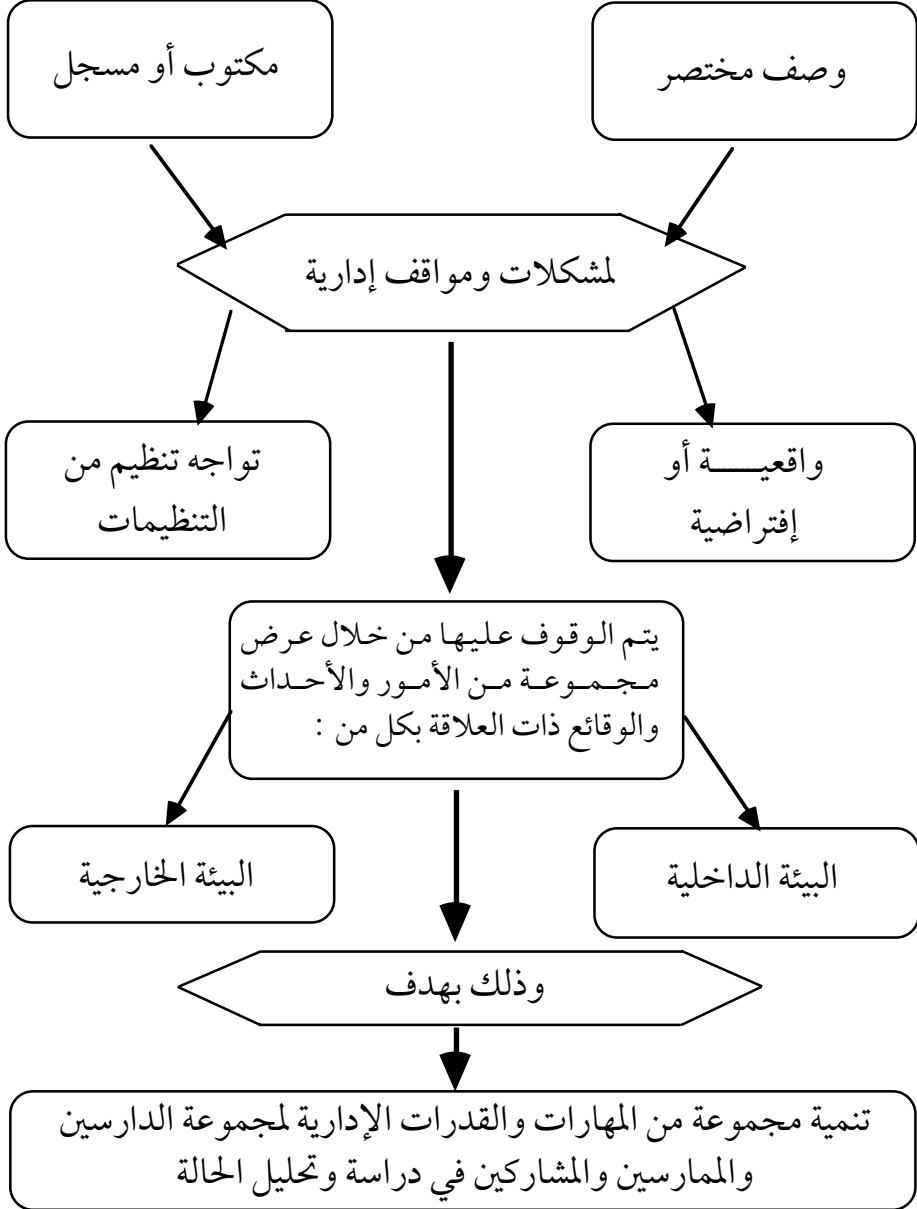 وصف مختصر
مكتوب أو مسجل
لمشكلات ومواقف إدارية
واقعيـــــة أو
إفتراضية
تواجه تنظيم من
التنظيمات
يتم الوقوف عليها من خلال عرض
مجموعة من الأمور والأحداث
والوقائع ذات العلاقة بكل من :
البيئة الداخلية
البيئة الخارجية
وذلك بهدف
تنمية مجموعة من المهارات والقدرات الإدارية لمجموعة الدارسين
والممارسين والمشاركين في دراسة وتحليل الحالة